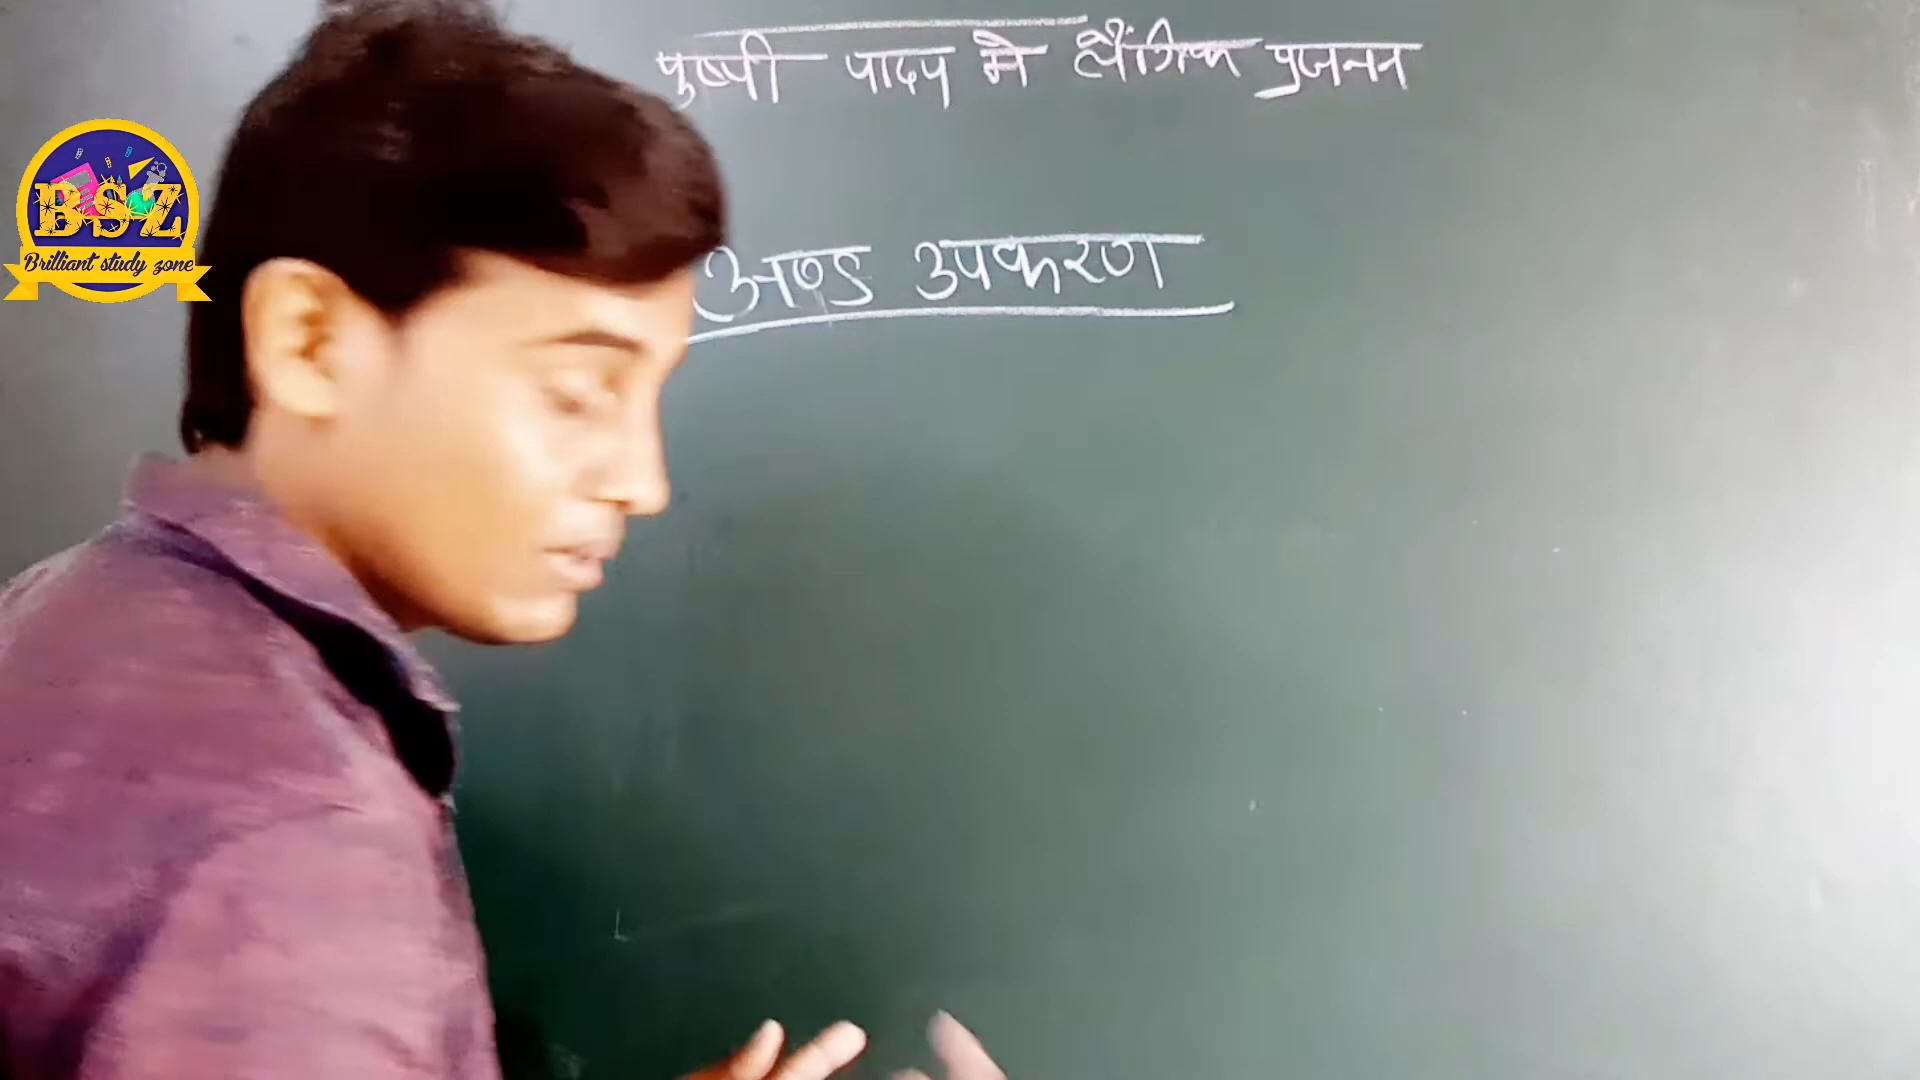 पुष्पी पादप मे लैंगिक प्रजनन
BSZ
Brilliant study zone
अण्ड उपकरण